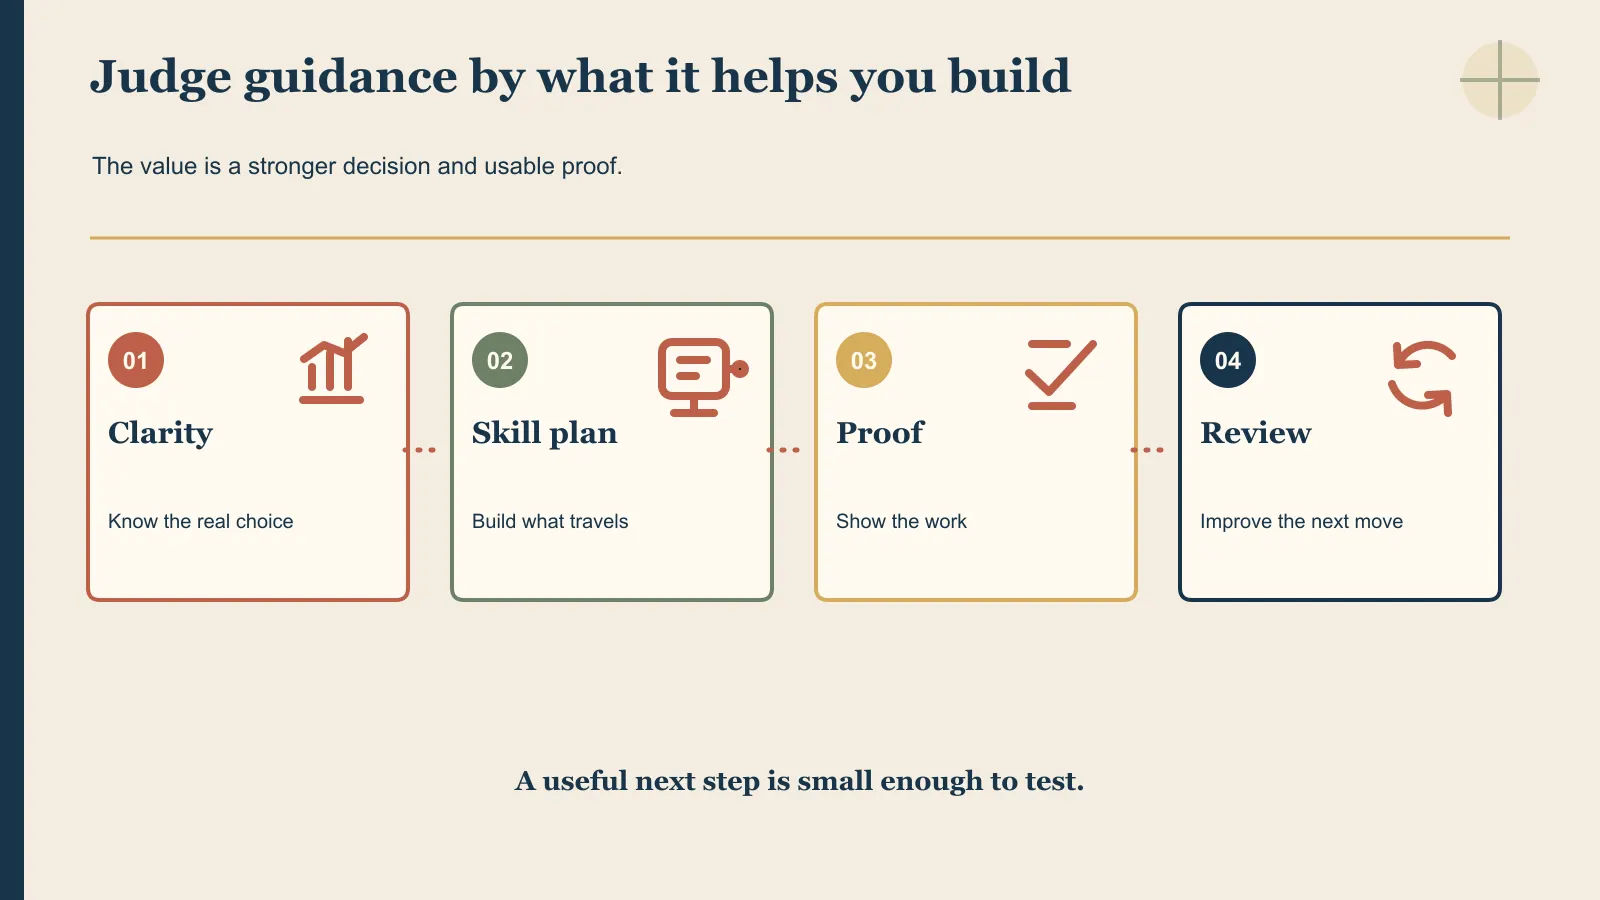 Judge guidance by what it helps you build
The value is a stronger decision and usable proof.
01
Clarity
Know the real choice
02
Skill plan
Build what travels
03
Proof
Show the work
04
Review
Improve the next move
A useful next step is small enough to test.